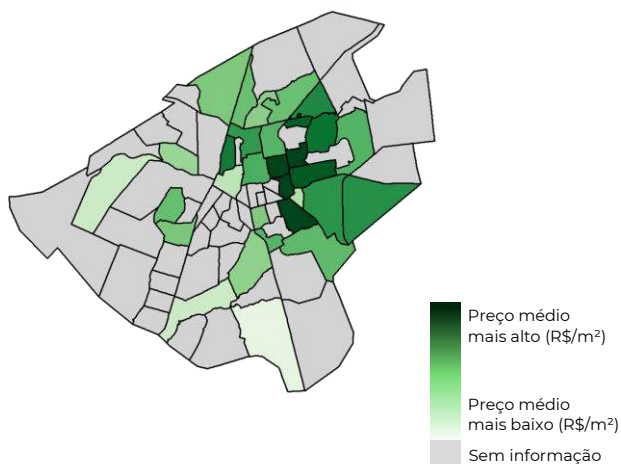 Preço médio
mais alto (R$/m²)
Preço médio
mais baixo (R$/m²)
Sem informação